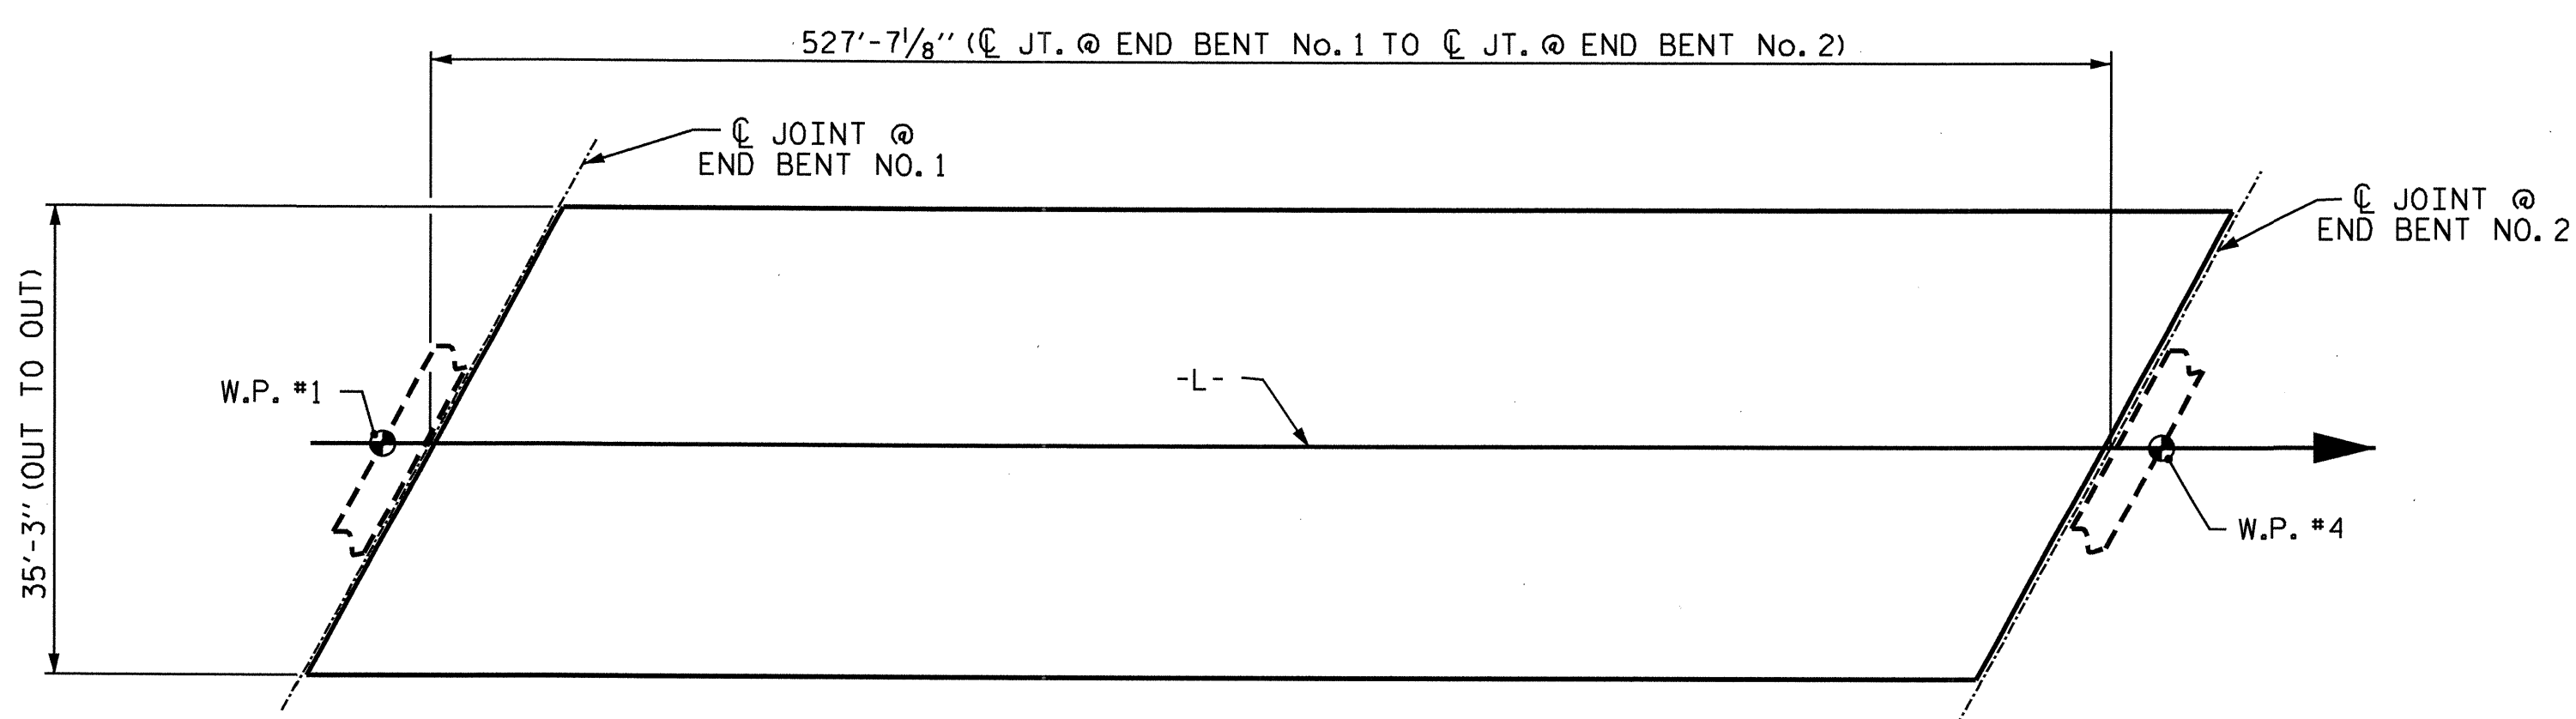 527'-7 1/8" (℄ JT. @ END BENT No. 1 TO ℄ JT. @ END BENT No. 2)
℄ JOINT @
END BENT NO. 1
℄ JOINT @
END BENT NO. 2
35'-3" (OUT TO OUT)
W.P. #1
-L-
W.P. #4